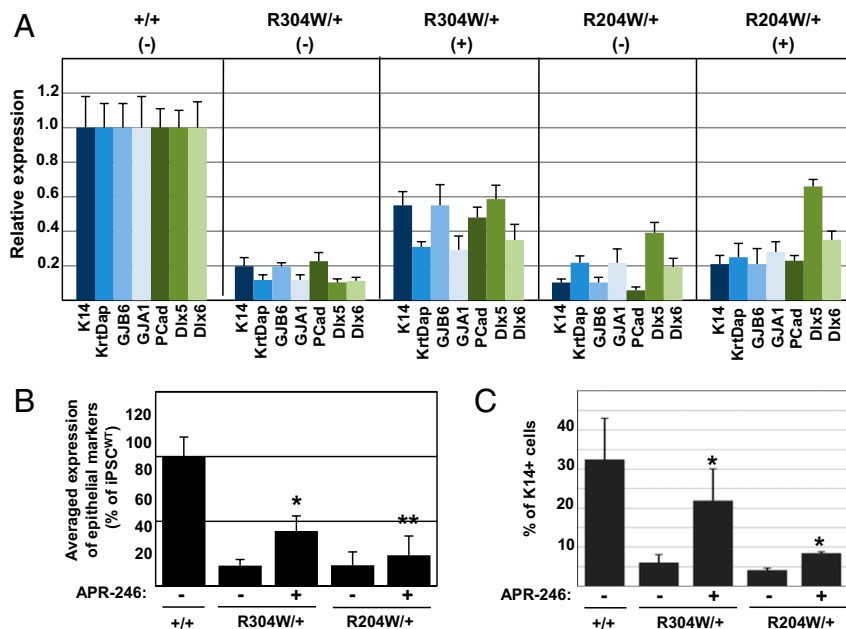 A
+/+ R304W/+ R304W/+ R204W/+ R204W/+
(-) (-) (+) (-) (+)
Relative expression
1.2
1.0
0.8
0.6
0.4
0.2
K14 KrtDap GJB6 GJA1 PCad Dlx5 Dlx6
K14 KrtDap GJB6 GJA1 PCad Dlx5 Dlx6
K14 KrtDap GJB6 GJA1 PCad Dlx5 Dlx6
K14 KrtDap GJB6 GJA1 PCad Dlx5 Dlx6
K14 KrtDap GJB6 GJA1 PCad Dlx5 Dlx6
B
Averaged expression
of epithelial markers
(% of iPSCWT)
120
100
80
60
40
20
* **
APR-246: - - + - +
+/+ R304W/+ R204W/+
C
% of K14+ cells
40
30
20
10
* *
APR-246: - - + - +
+/+ R304W/+ R204W/+